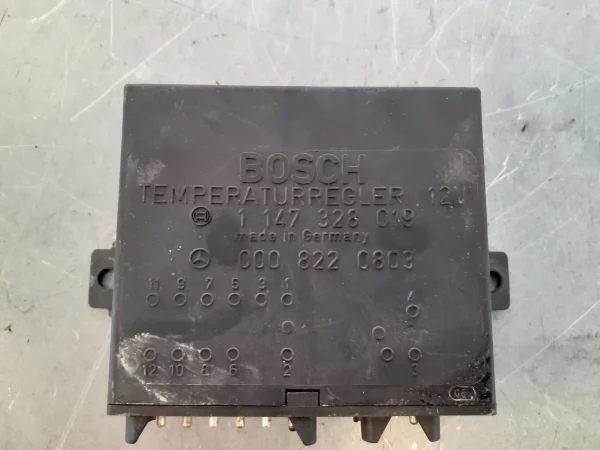 BOSCH
TEMPERATURREGLER 12V
1 147 328 019
made in Germany
000 822 0803
11 9 7 5 3 1
12 10 8 6 2